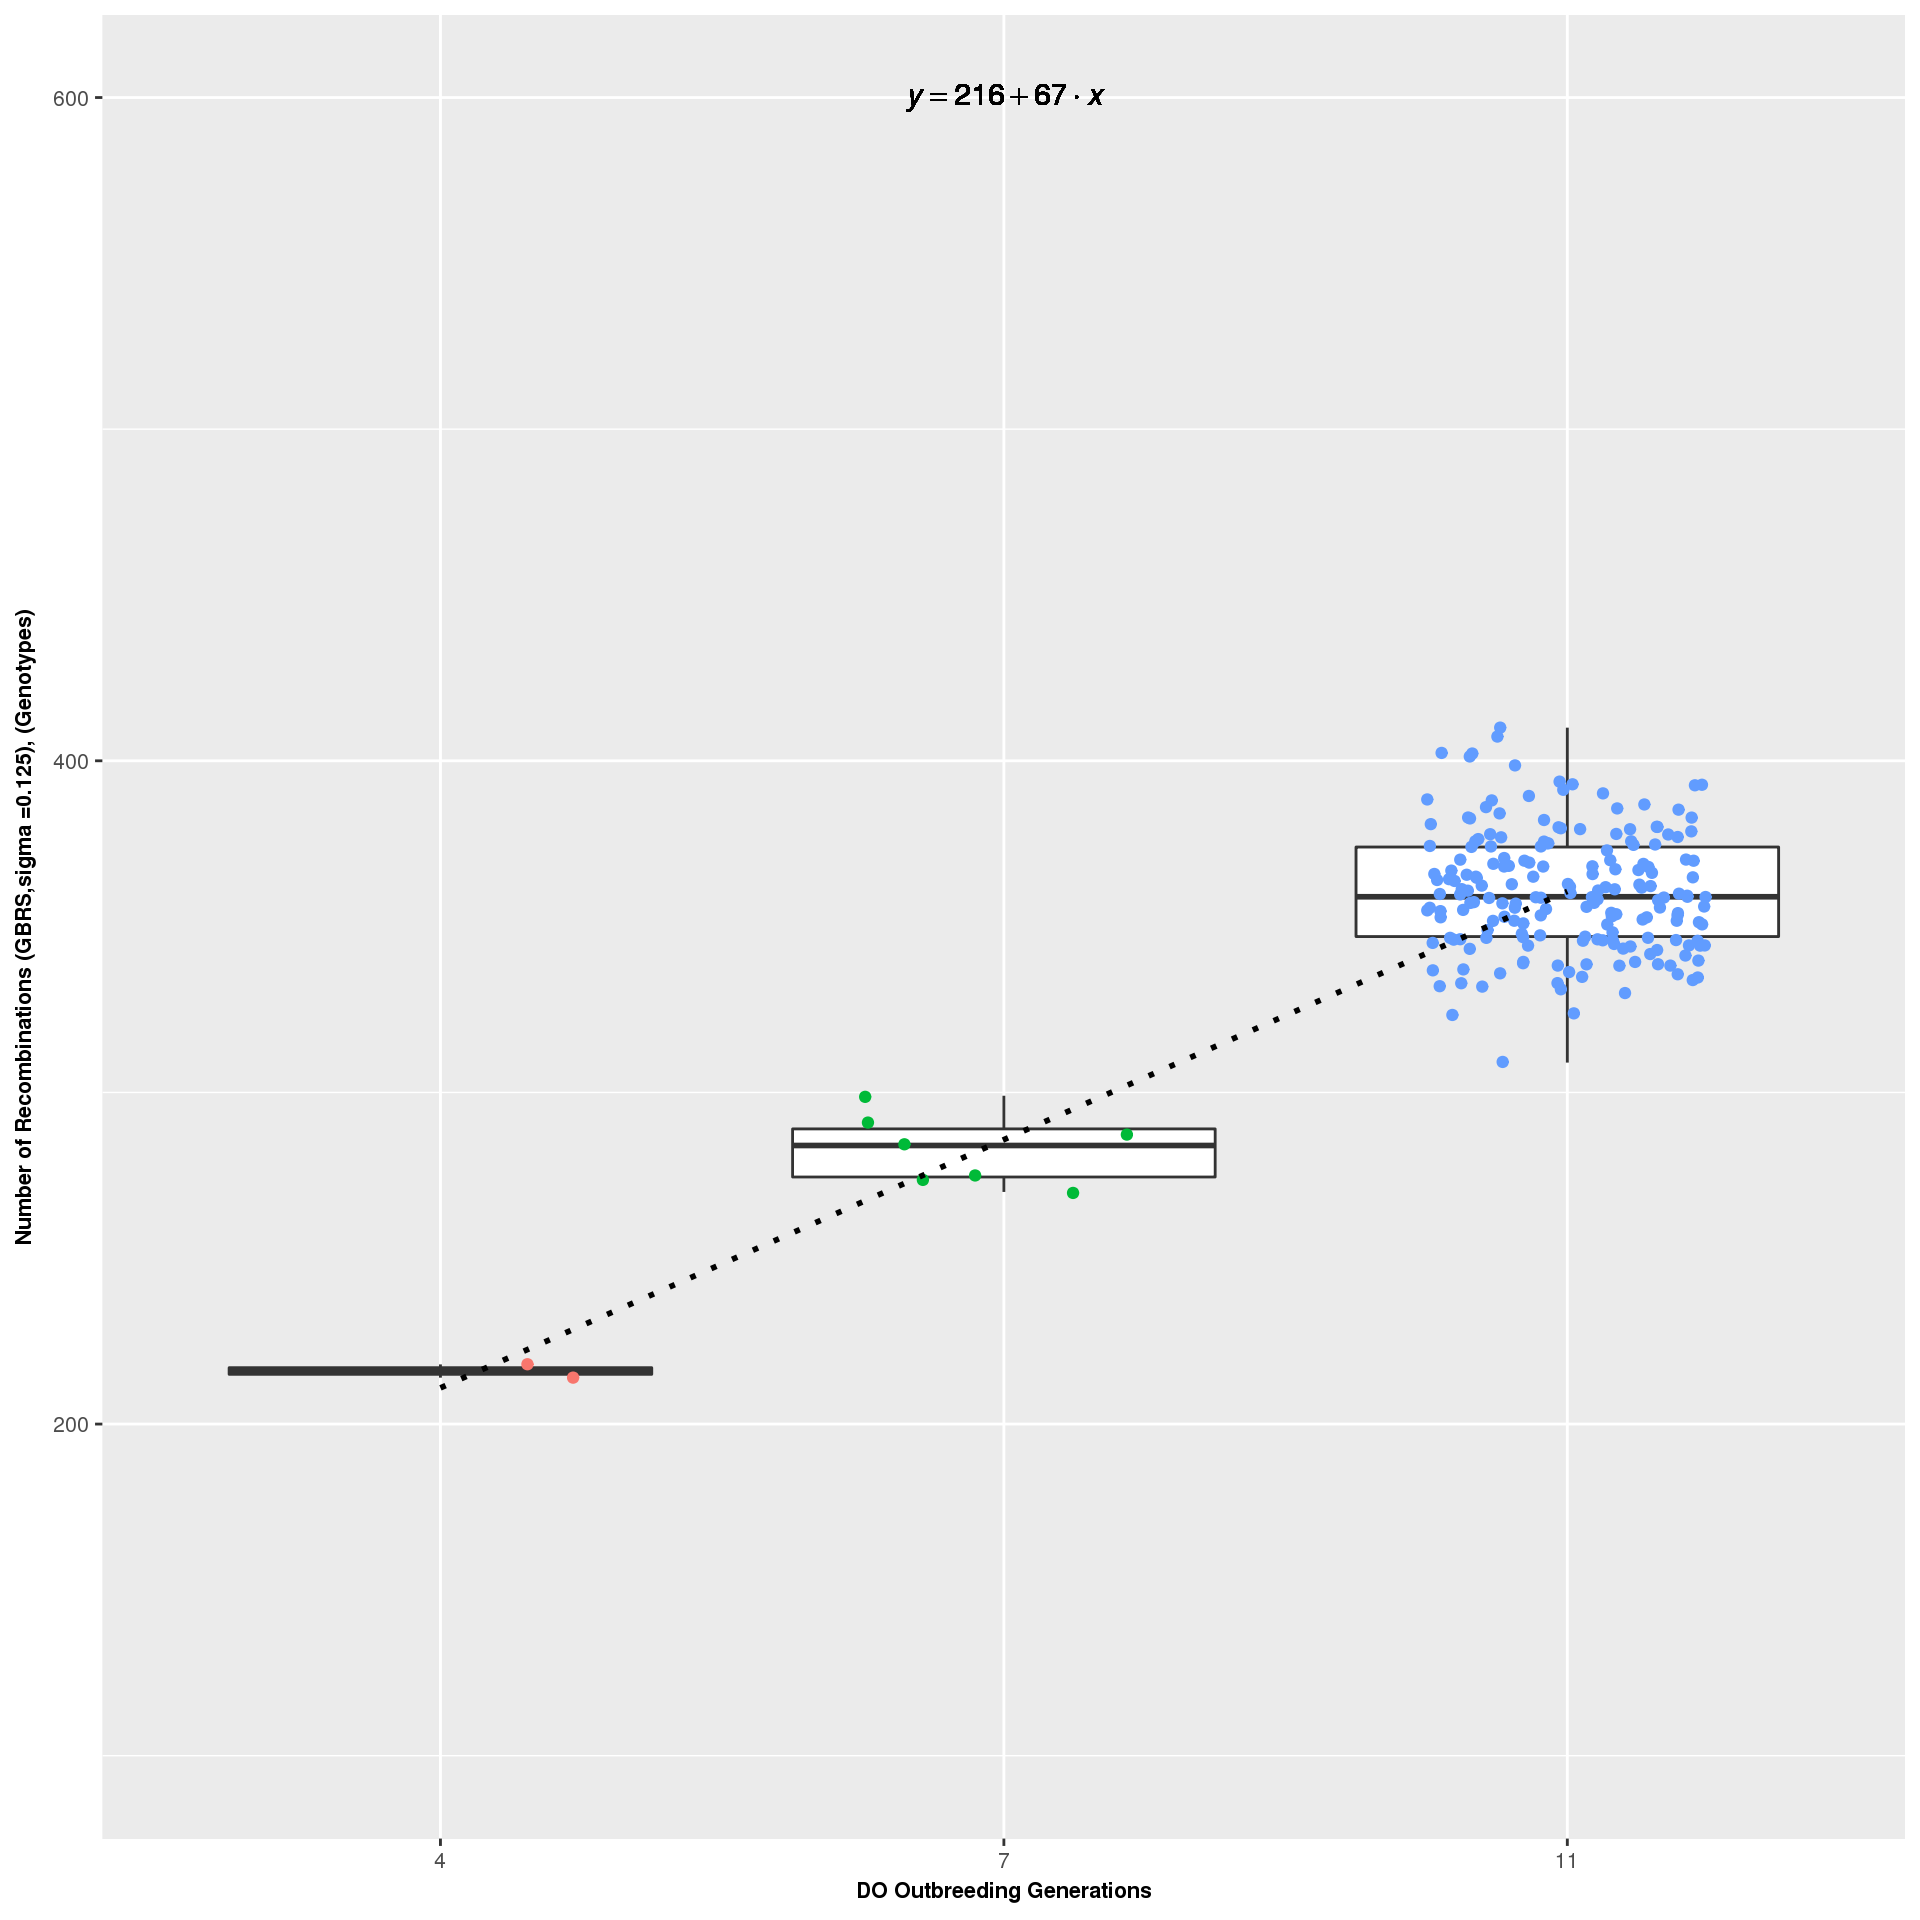 y = 216 + 67 · x
600
400
200
Number of Recombinations (GBRS,sigma =0.125), (Genotypes)
4 7 11
DO Outbreeding Generations